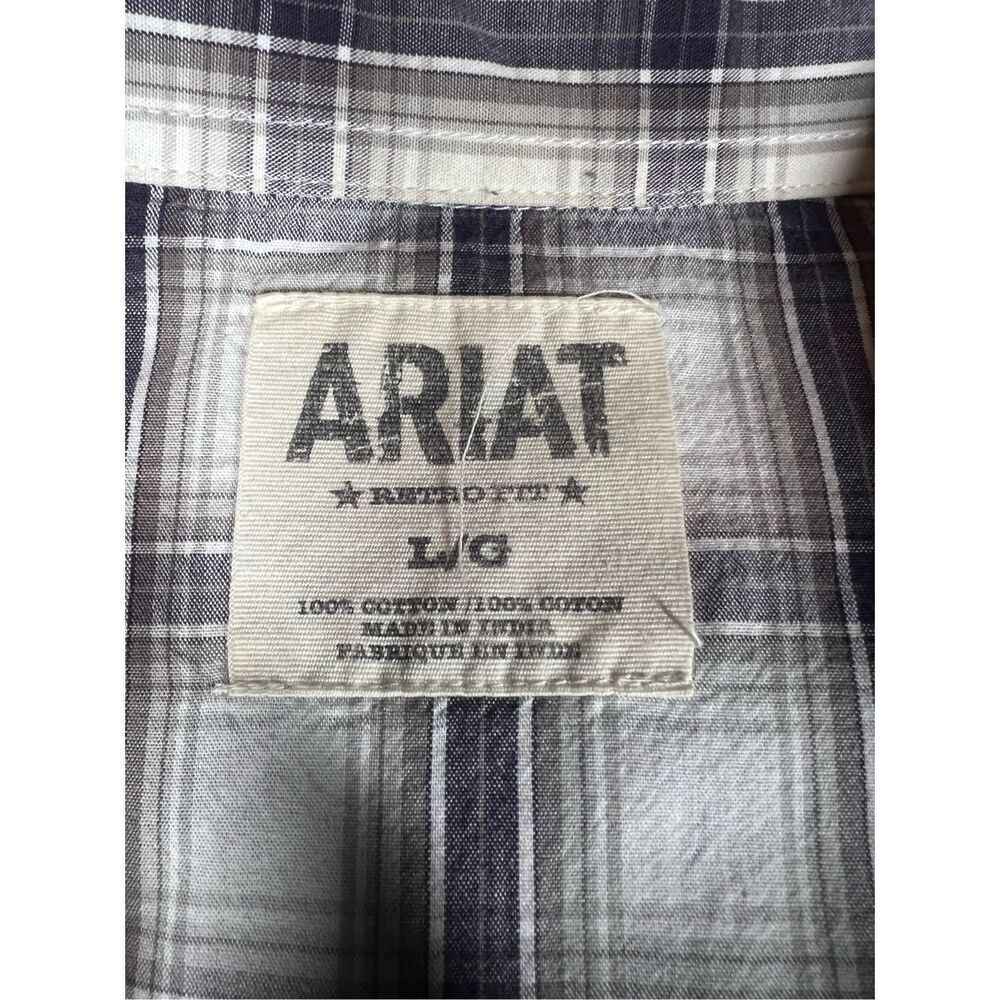 ARIAT
RETRO FIT
L/G
100% COTTON / 100% COTON
MADE IN INDIA
FABRIQUE EN INDE